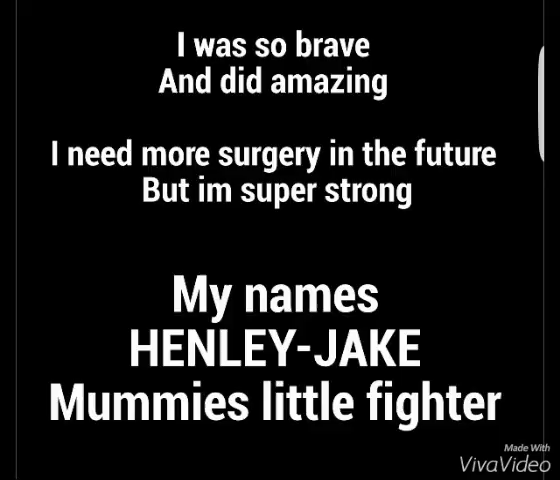 I was so brave
And did amazing
I need more surgery in the future
But im super strong
My names
HENLEY-JAKE
Mummies little fighter
Made With
VivaVideo